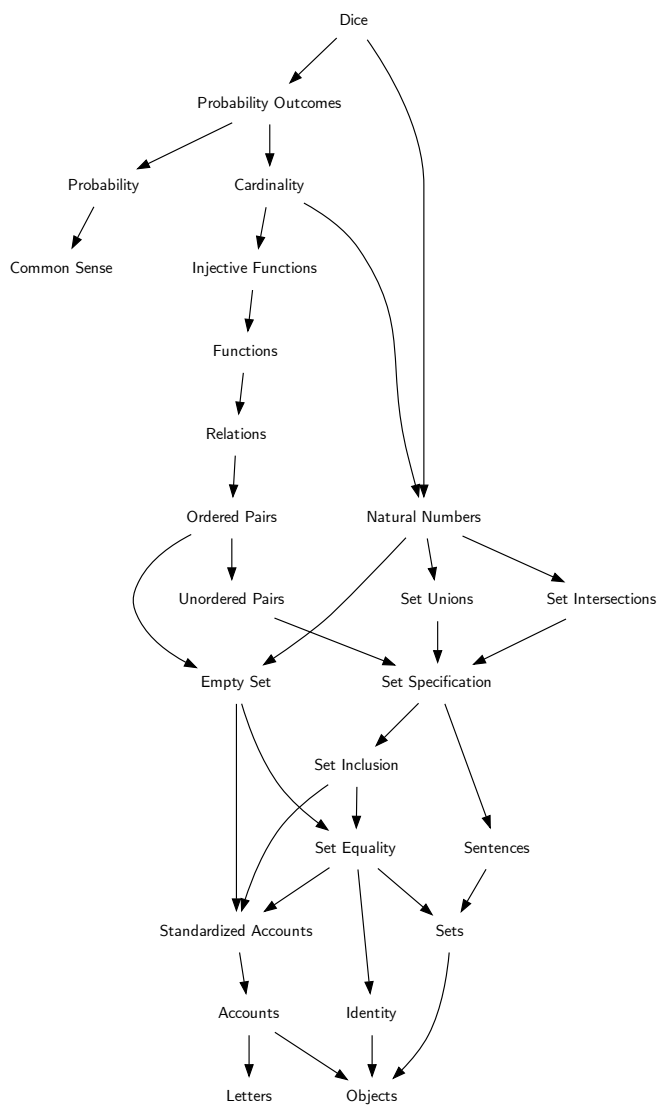 Dice
Probability Outcomes
Probability
Cardinality
Common Sense
Injective Functions
Functions
Relations
Ordered Pairs
Natural Numbers
Unordered Pairs
Set Unions
Set Intersections
Empty Set
Set Specification
Set Inclusion
Set Equality
Sentences
Standardized Accounts
Sets
Accounts
Identity
Letters
Objects